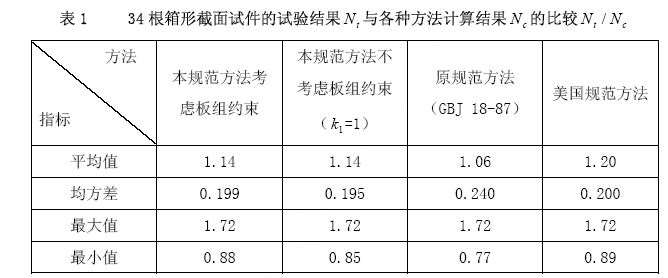 表 1 34 根箱形截面试件的试验结果 Nt 与各种方法计算结果 Nc 的比较 Nt / Nc
方法
指标
本规范方法考
虑板组约束
本规范方法不
考虑板组约束
（k1=1）
原规范方法
（GBJ 18-87）
美国规范方法
平均值 1.14 1.14 1.06 1.20
均方差 0.199 0.195 0.240 0.200
最大值 1.72 1.72 1.72 1.72
最小值 0.88 0.85 0.77 0.89